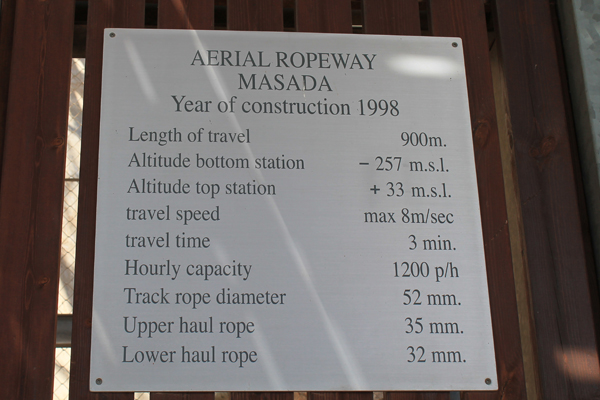 AERIAL ROPEWAY
MASADA
Year of construction 1998
Length of travel 900m.
Altitude bottom station − 257 m.s.l.
Altitude top station + 33 m.s.l.
travel speed max 8m/sec
travel time 3 min.
Hourly capacity 1200 p/h
Track rope diameter 52 mm.
Upper haul rope 35 mm.
Lower haul rope 32 mm.